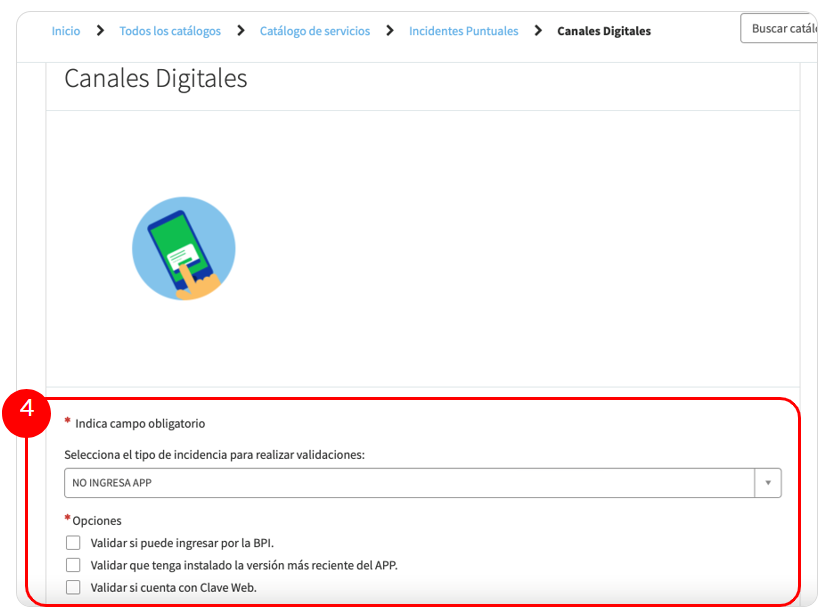 Inicio > Todos los catálogos > Catálogo de servicios > Incidentes Puntuales > Canales Digitales
Buscar catálo
Canales Digitales
4
* Indica campo obligatorio
Selecciona el tipo de incidencia para realizar validaciones:
NO INGRESA APP
* Opciones
Validar si puede ingresar por la BPI.
Validar que tenga instalado la versión más reciente del APP.
Validar si cuenta con Clave Web.